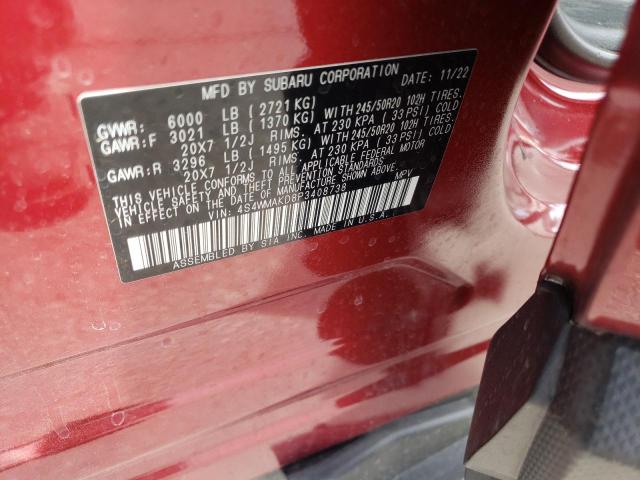 MFD BY SUBARU CORPORATION DATE: 11/22
GVWR: 6000 LB ( 2721 KG)
GAWR:F 3021 LB ( 1370 KG) WITH 245/50R20 102H TIRES.
20X7 1/2J RIMS. AT 230 KPA ( 33 PSI) COLD
GAWR:R 3296 LB ( 1495 KG) WITH 245/50R20 102H TIRES.
20X7 1/2J RIMS. AT 230 KPA ( 33 PSI) COLD
THIS VEHICLE CONFORMS TO ALL APPLICABLE FEDERAL MOTOR
VEHICLE SAFETY AND THEFT PREVENTION STANDARDS
IN EFFECT ON THE DATE OF MANUFACTURE SHOWN ABOVE.
VIN: 4S4WMAKD6P3408738 MPV
ASSEMBLED BY SIA INC. MADE IN U.S.A.